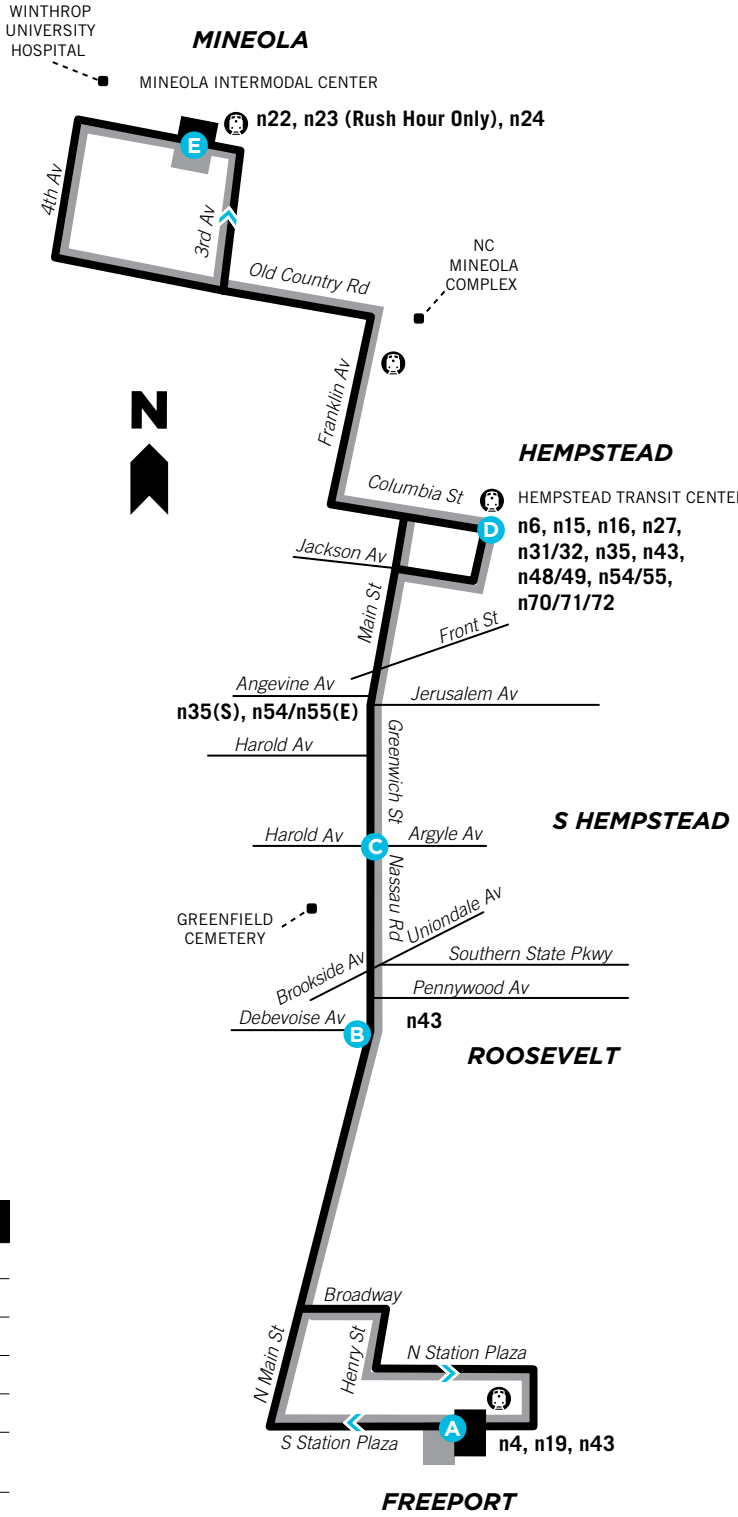 WINTHROP
UNIVERSITY
HOSPITAL
MINEOLA
MINEOLA INTERMODAL CENTER
n22, n23 (Rush Hour Only), n24
E
4th Av
3rd Av
Old Country Rd
NC
MINEOLA
COMPLEX
Franklin Av
N
HEMPSTEAD
Columbia St
HEMPSTEAD TRANSIT CENTE
D
n6, n15, n16, n27,
n31/32, n35, n43,
n48/49, n54/55,
n70/71/72
Jackson Av
Main St
Front St
Angevine Av
Jerusalem Av
n35(S), n54/n55(E)
Harold Av
Greenwich St
S HEMPSTEAD
Harold Av
C
Argyle Av
Nassau Rd
GREENFIELD
CEMETERY
Uniondale Av
Brookside Av
Southern State Pkwy
Pennywood Av
Debevoise Av
B
n43
ROOSEVELT
Broadway
N Main St
Henry St
N Station Plaza
A
S Station Plaza
n4, n19, n43
FREEPORT